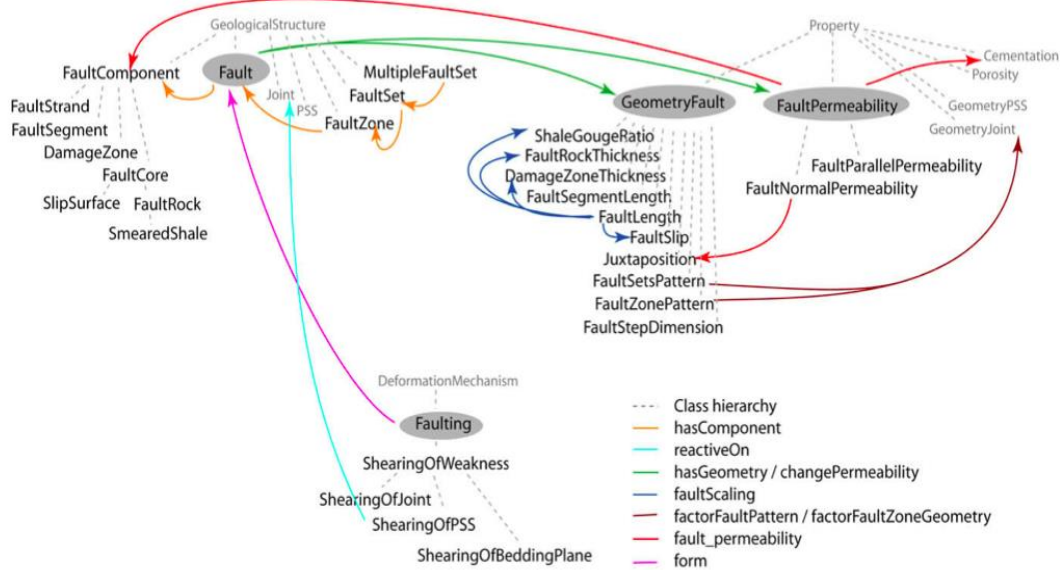 GeologicalStructure
Property
FaultComponent
Fault
MultipleFaultSet
Cementation
Porosity
Joint
FaultSet
PSS
FaultStrand
FaultZone
FaultSegment
GeometryFault
FaultPermeability
GeometryPSS
GeometryJoint
DamageZone
FaultCore
SlipSurface
FaultRock
SmearedShale
ShaleGougeRatio
FaultRockThickness
DamageZoneThickness
FaultSegmentLength
FaultLength
FaultSlip
Juxtaposition
FaultSetsPattern
FaultZonePattern
FaultStepDimension
FaultParallelPermeability
FaultNormalPermeability
DeformationMechanism
Faulting
ShearingOfWeakness
ShearingOfJoint
ShearingOfPSS
ShearingOfBeddingPlane
Class hierarchy
hasComponent
reactiveOn
hasGeometry / changePermeability
faultScaling
factorFaultPattern / factorFaultZoneGeometry
fault_permeability
form